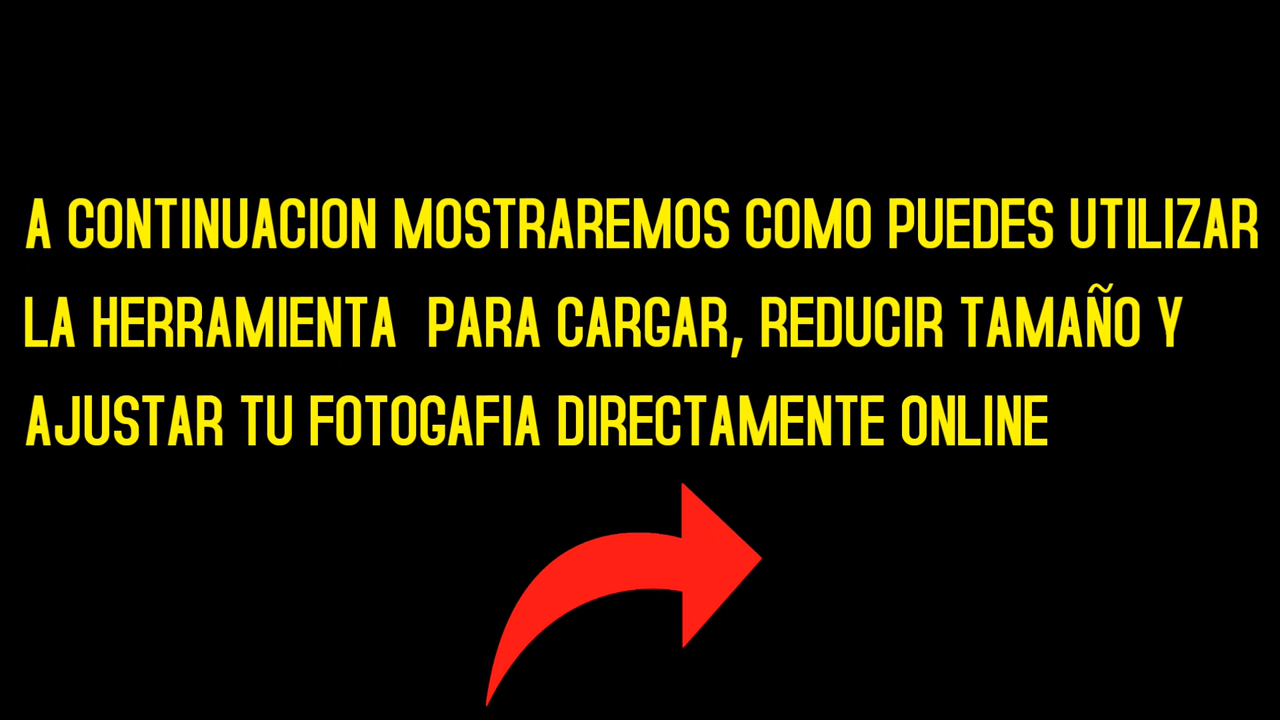 A CONTINUACION MOSTRAREMOS COMO PUEDES UTILIZAR
LA HERRAMIENTA  PARA CARGAR, REDUCIR TAMAÑO Y
AJUSTAR TU FOTOGAFIA DIRECTAMENTE ONLINE